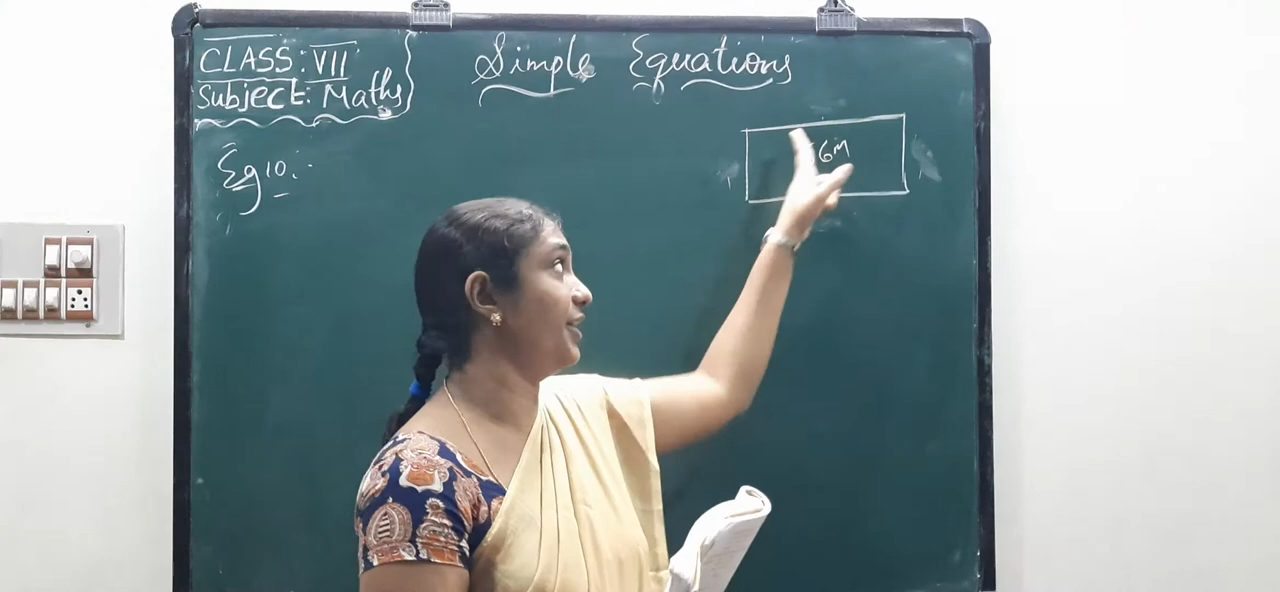 CLASS: VII
Subject: Maths
Simple Equations
Eg 10:
6m